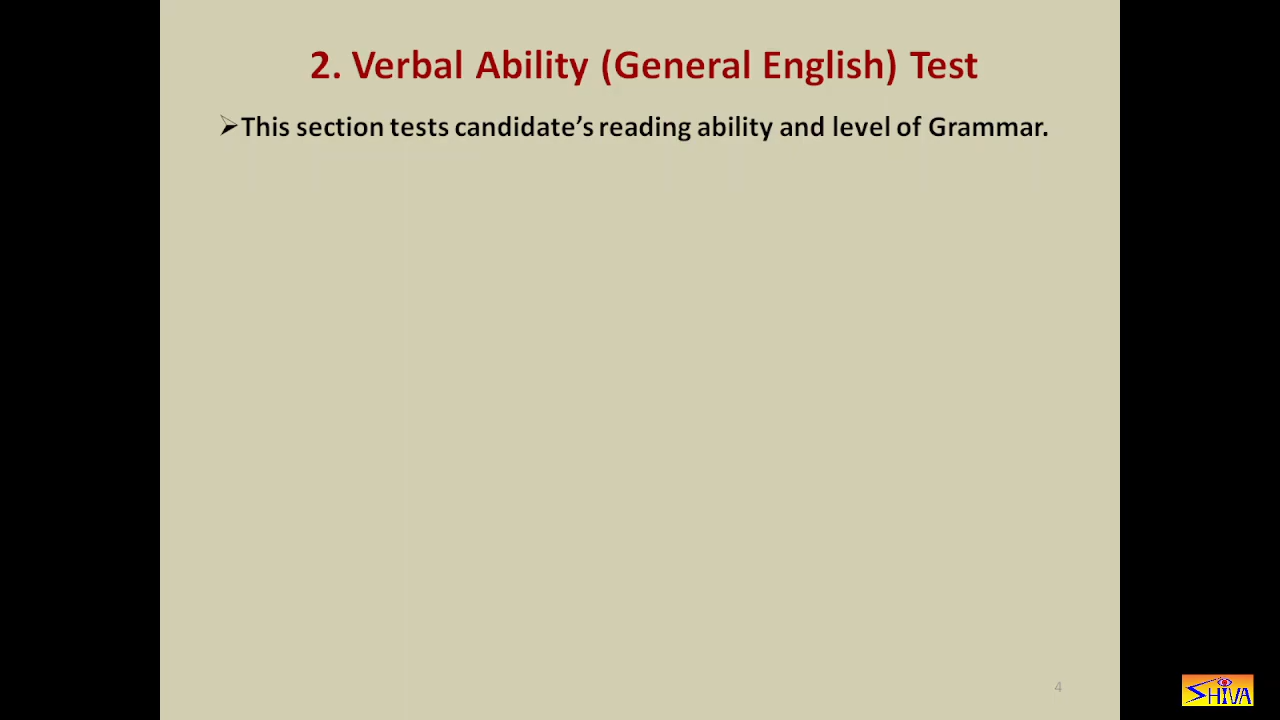 2. Verbal Ability (General English) Test
➢This section tests candidate’s reading ability and level of Grammar.
4
SHIVA